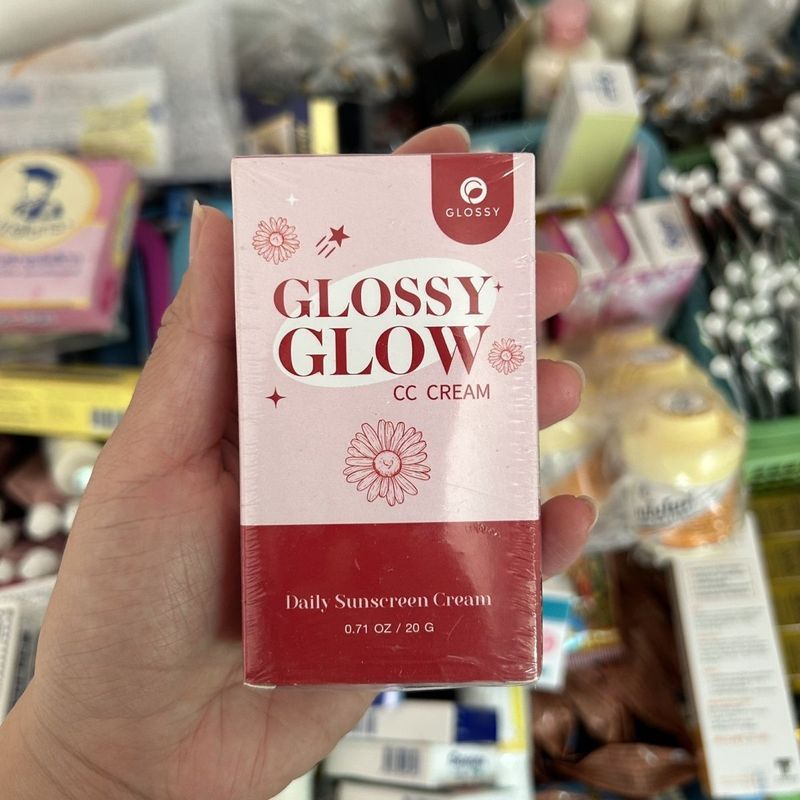 GLOSSY
GLOSSY
GLOW
CC CREAM
Daily Sunscreen Cream
0.71 OZ / 20 G